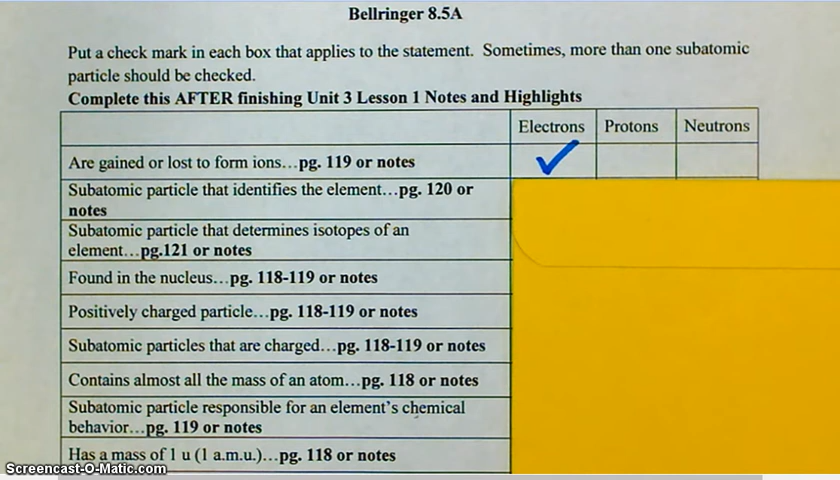 Bellringer 8.5A
Put a check mark in each box that applies to the statement. Sometimes, more than one subatomic
particle should be checked.
Complete this AFTER finishing Unit 3 Lesson 1 Notes and Highlights
Electrons Protons Neutrons
Are gained or lost to form ions…pg. 119 or notes
Subatomic particle that identifies the element…pg. 120 or
notes
Subatomic particle that determines isotopes of an
element…pg.121 or notes
Found in the nucleus…pg. 118-119 or notes
Positively charged particle…pg. 118-119 or notes
Subatomic particles that are charged…pg. 118-119 or notes
Contains almost all the mass of an atom…pg. 118 or notes
Subatomic particle responsible for an element's chemical
behavior…pg. 119 or notes
Has a mass of 1 u (1 a.m.u.)…pg. 118 or notes
Screencast-O-Matic.com